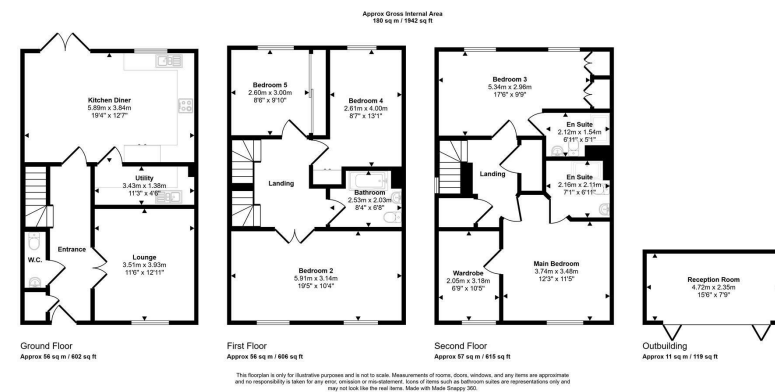 Approx Gross Internal Area
180 sq m / 1942 sq ft
Kitchen Diner
5.89m x 3.84m
19'4" x 12'7"
Utility
3.43m x 1.38m
11'3" x 4'6"
W.C.
Entrance
Lounge
3.51m x 3.93m
11'6" x 12'11"
Ground Floor
Approx 56 sq m / 602 sq ft
Bedroom 5
2.60m x 3.00m
8'6" x 9'10"
Bedroom 4
2.61m x 4.00m
8'7" x 13'1"
Landing
Bathroom
2.53m x 2.03m
8'4" x 6'8"
Bedroom 2
5.91m x 3.14m
19'5" x 10'4"
First Floor
Approx 56 sq m / 606 sq ft
Bedroom 3
5.34m x 2.96m
17'6" x 9'9"
En Suite
2.12m x 1.54m
6'11" x 5'1"
En Suite
2.16m x 2.11m
7'1" x 6'11"
Landing
Main Bedroom
3.74m x 3.48m
12'3" x 11'5"
Wardrobe
2.05m x 3.18m
6'9" x 10'5"
Second Floor
Approx 57 sq m / 615 sq ft
Reception Room
4.72m x 2.35m
15'6" x 7'9"
Outbuilding
Approx 11 sq m / 119 sq ft
This floorplan is only for illustrative purposes and is not to scale. Measurements of rooms, doors, windows, and any items are approximate
and no responsibility is taken for any error, omission or mis-statement. Icons of items such as bathroom suites are representations only and
may not look like the real items. Made with Made Snappy 360.